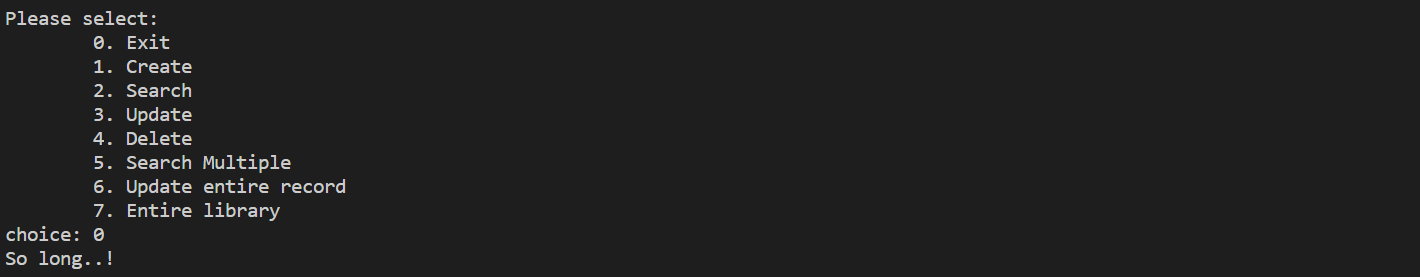 Please select:
0. Exit
1. Create
2. Search
3. Update
4. Delete
5. Search Multiple
6. Update entire record
7. Entire library
choice: 0
So long..!